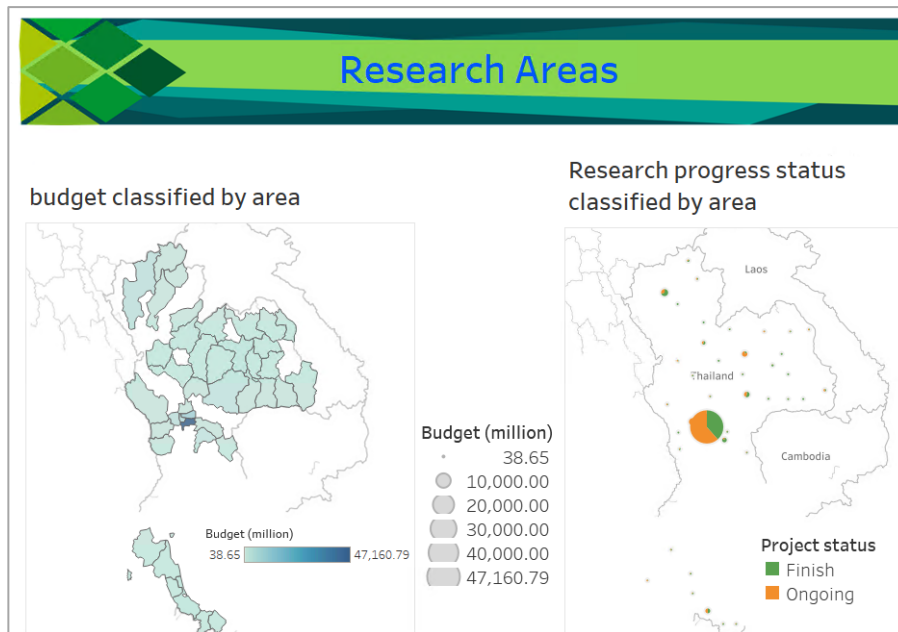 Research Areas
budget classified by area
Research progress status
classified by area
Laos
Thailand
Cambodia
Budget (million)
38.65
10,000.00
20,000.00
30,000.00
40,000.00
47,160.79
Budget (million)
38.65 47,160.79
Project status
Finish
Ongoing